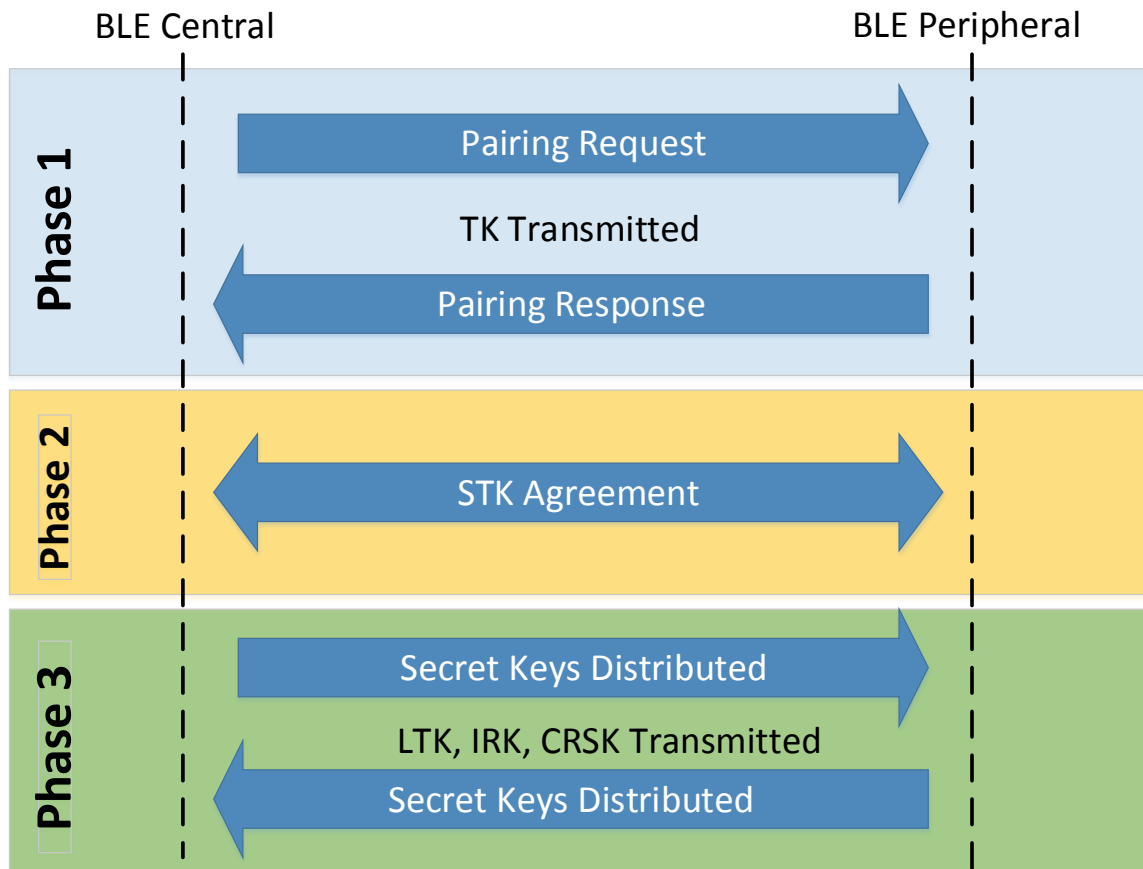 BLE Central
BLE Peripheral
Phase 1
Pairing Request
TK Transmitted
Pairing Response
Phase 2
STK Agreement
Phase 3
Secret Keys Distributed
LTK, IRK, CRSK Transmitted
Secret Keys Distributed